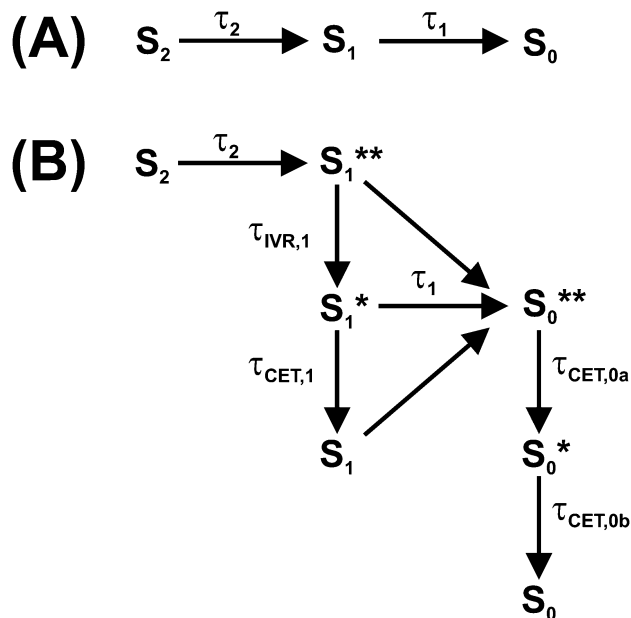 (A) S₂ τ₂ S₁ τ₁ S₀
(B) S₂ τ₂ S₁**
τIVR,1
S₁* τ₁ S₀**
τCET,1 τCET,0a
S₁ S₀*
τCET,0b
S₀